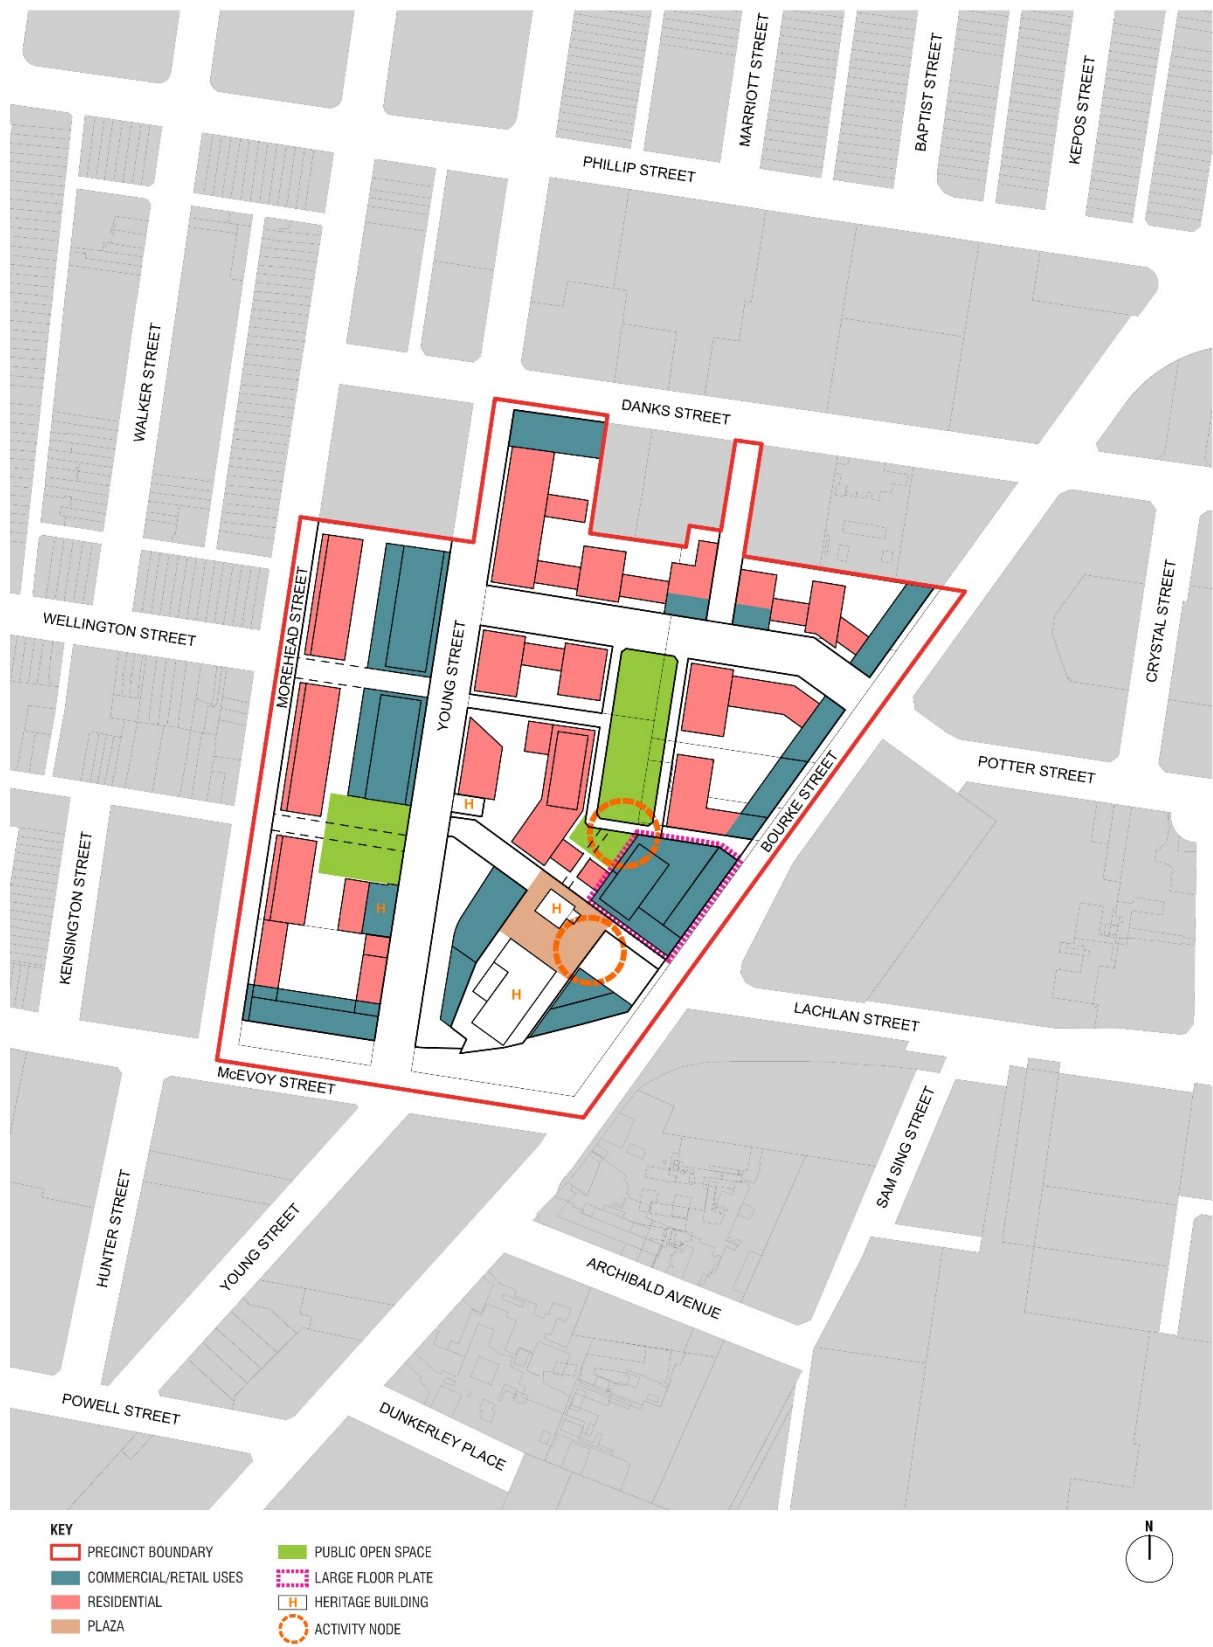 MARRIOTT STREET
BAPTIST STREET
KEPOS STREET
PHILLIP STREET
WALKER STREET
DANKS STREET
WELLINGTON STREET
MOREHEAD STREET
YOUNG STREET
CRYSTAL STREET
POTTER STREET
BOURKE STREET
H
KENSINGTON STREET
H
H
H
LACHLAN STREET
McEVOY STREET
SAM SING STREET
HUNTER STREET
YOUNG STREET
ARCHIBALD AVENUE
POWELL STREET
DUNKERLEY PLACE
KEY
PRECINCT BOUNDARY
COMMERCIAL/RETAIL USES
RESIDENTIAL
PLAZA
PUBLIC OPEN SPACE
LARGE FLOOR PLATE
H HERITAGE BUILDING
ACTIVITY NODE
N